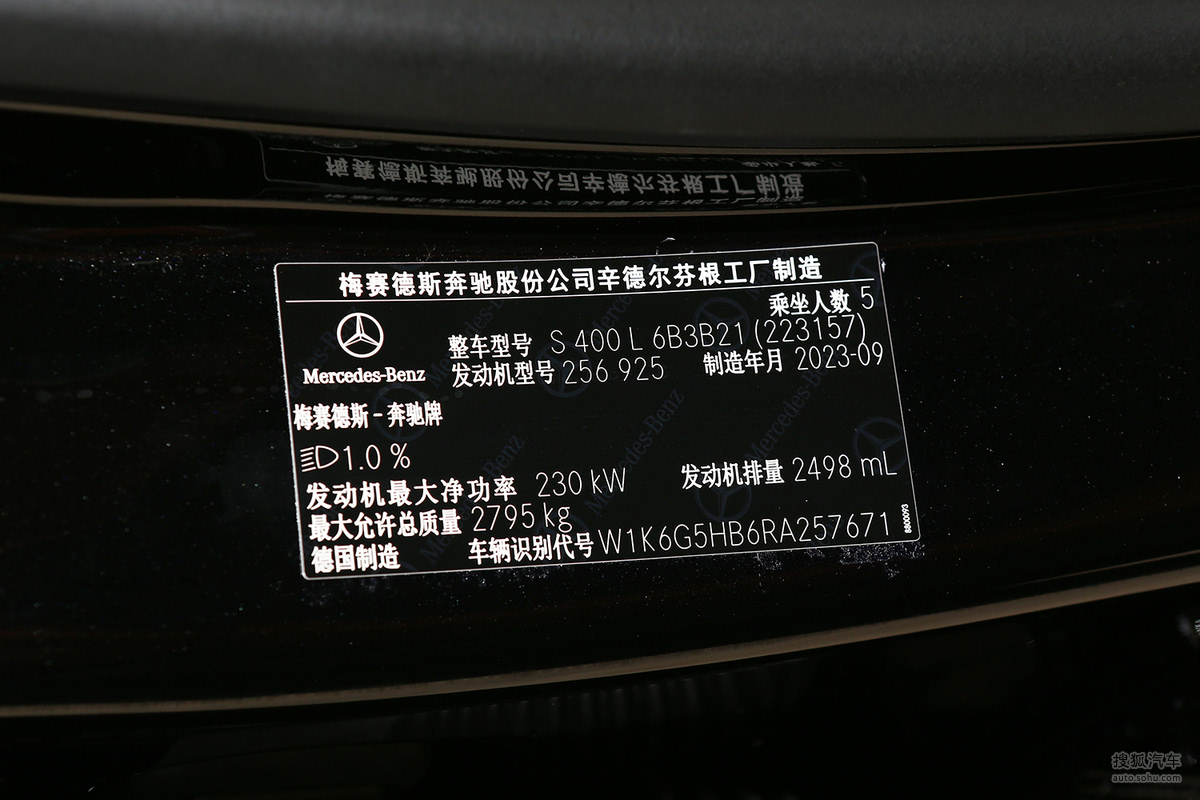 梅赛德斯奔驰股份公司辛德尔芬根工厂制造
乘坐人数 5
整车型号 S 400 L 6B3B21 (223157)
Mercedes-Benz 发动机型号 256 925 制造年月 2023-09
梅赛德斯-奔驰牌
1.0 %
发动机最大净功率 230 kW 发动机排量 2498 mL
最大允许总质量 2795 kg
德国制造 车辆识别代号 W1K6G5HB6RA257671
8800093
搜狐汽车
auto.sohu.com